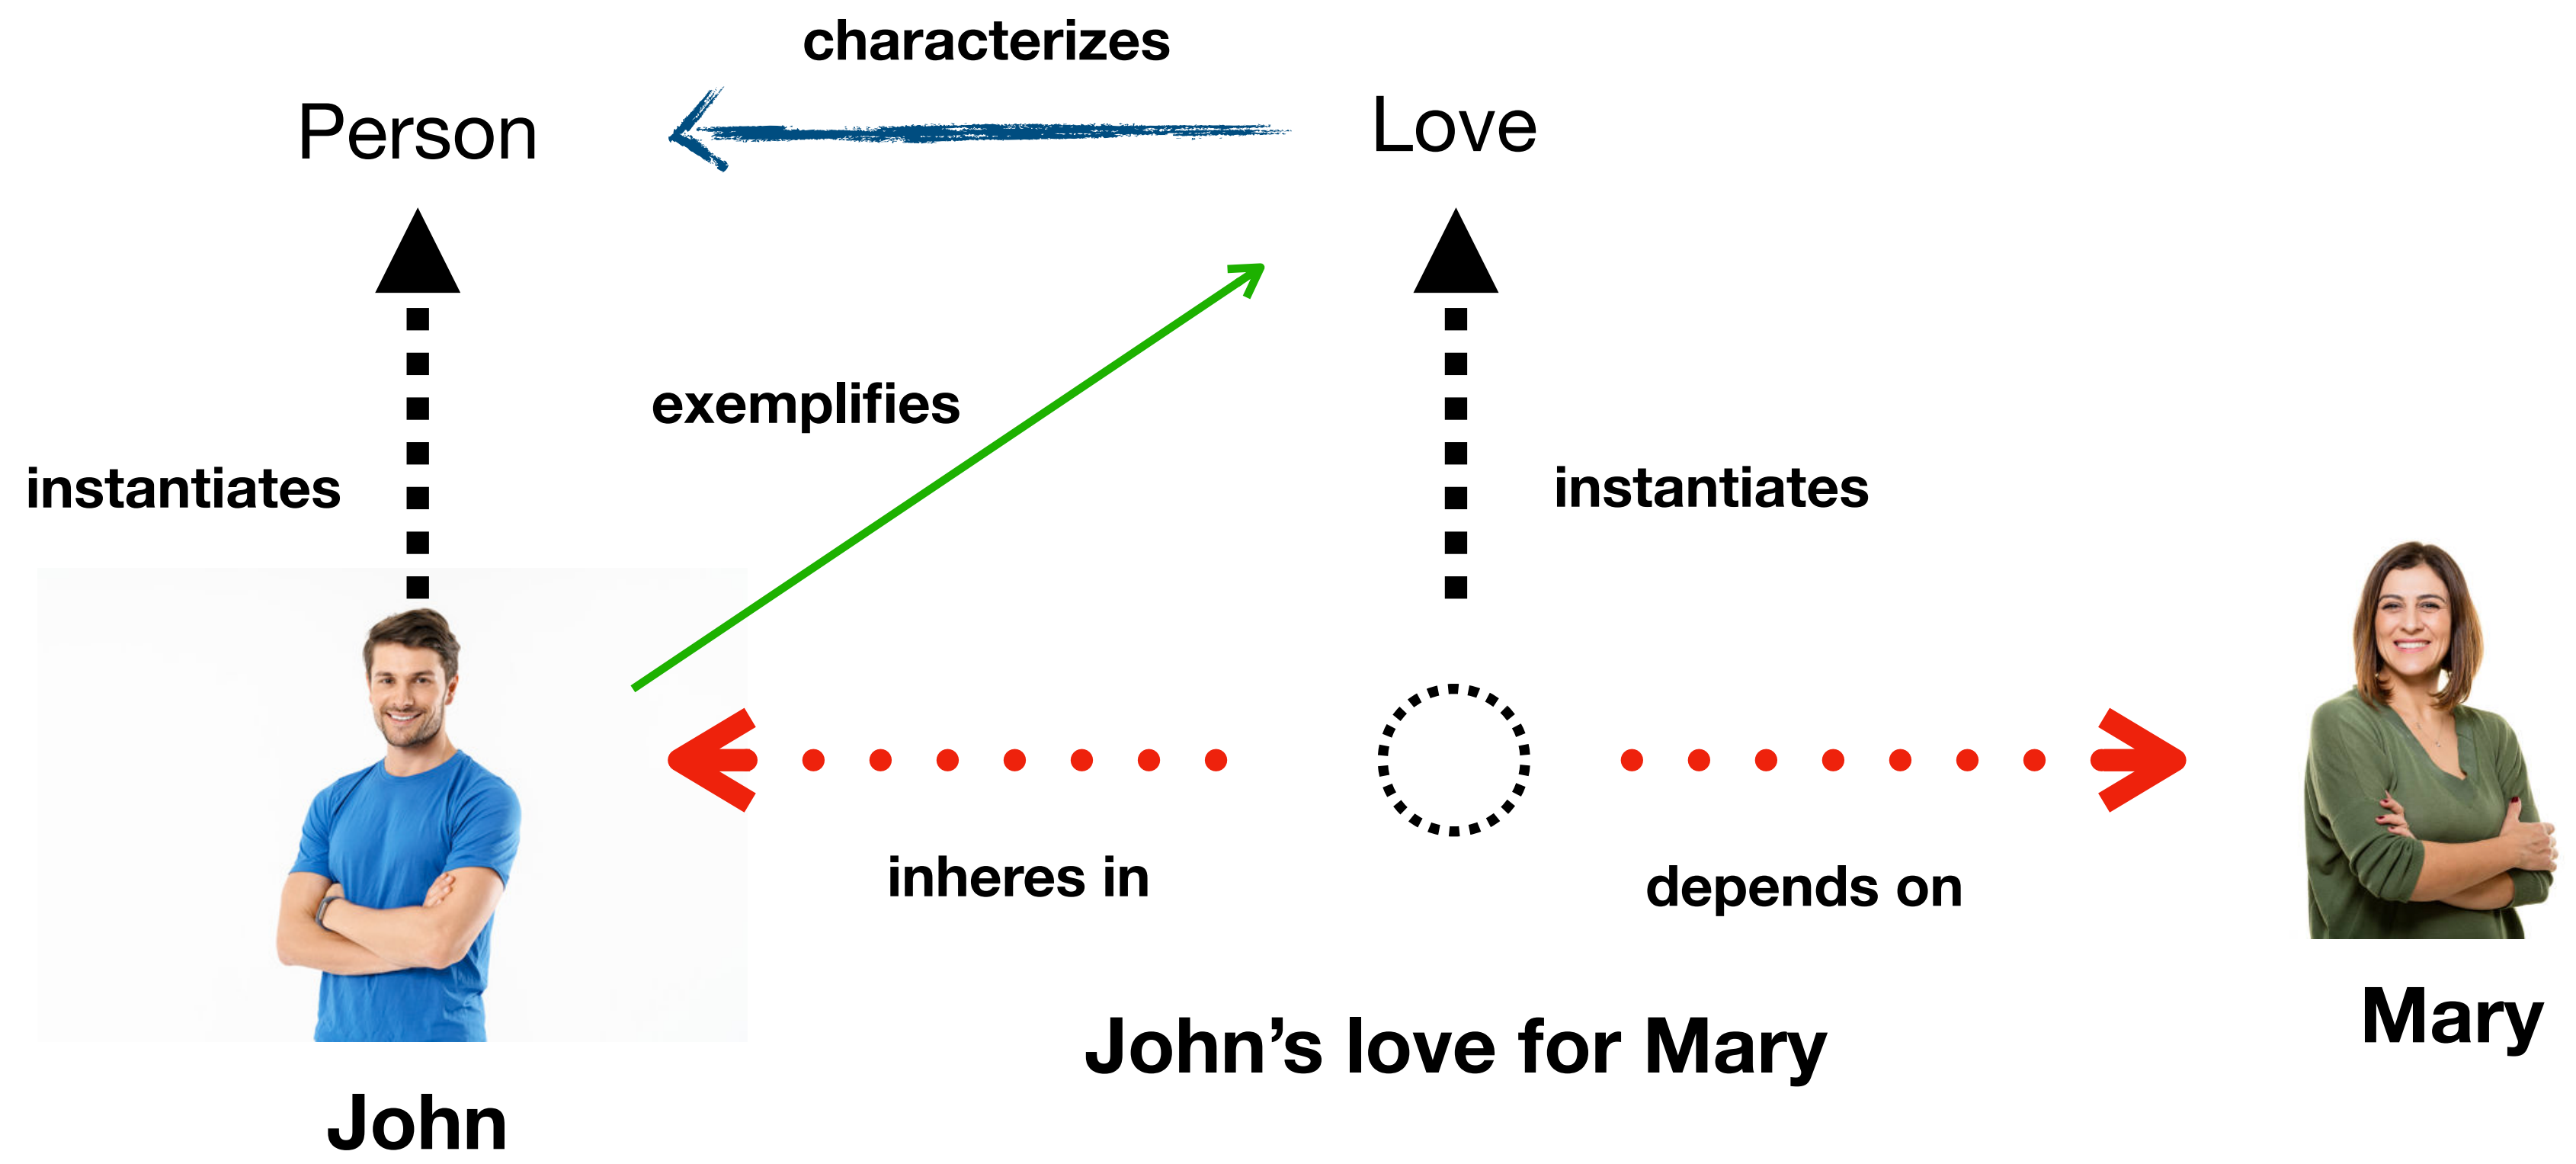 characterizes
Person
Love
exemplifies
instantiates
instantiates
inheres in
depends on
John’s love for Mary
Mary
John